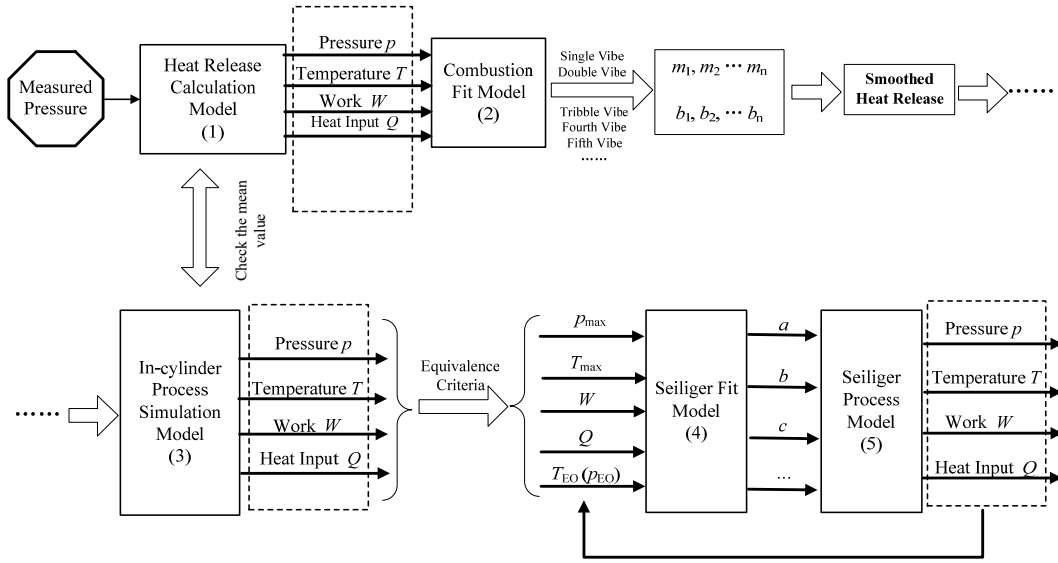 Measured
Pressure
Heat Release
Calculation
Model
(1)
Pressure p
Temperature T
Work W
Heat Input Q
Combustion
Fit Model
(2)
Single Vibe
Double Vibe
Tribble Vibe
Fourth Vibe
Fifth Vibe
……
m₁, m₂ ··· mₙ
b₁, b₂, ··· bₙ
Smoothed
Heat Release
……
Check the mean
value
……
In-cylinder
Process
Simulation
Model
(3)
Pressure p
Temperature T
Work W
Heat Input Q
Equivalence
Criteria
pmax
Tmax
W
Q
TEO (pEO)
Seiliger Fit
Model
(4)
a
b
c
...
Seiliger
Process
Model
(5)
Pressure p
Temperature T
Work W
Heat Input Q